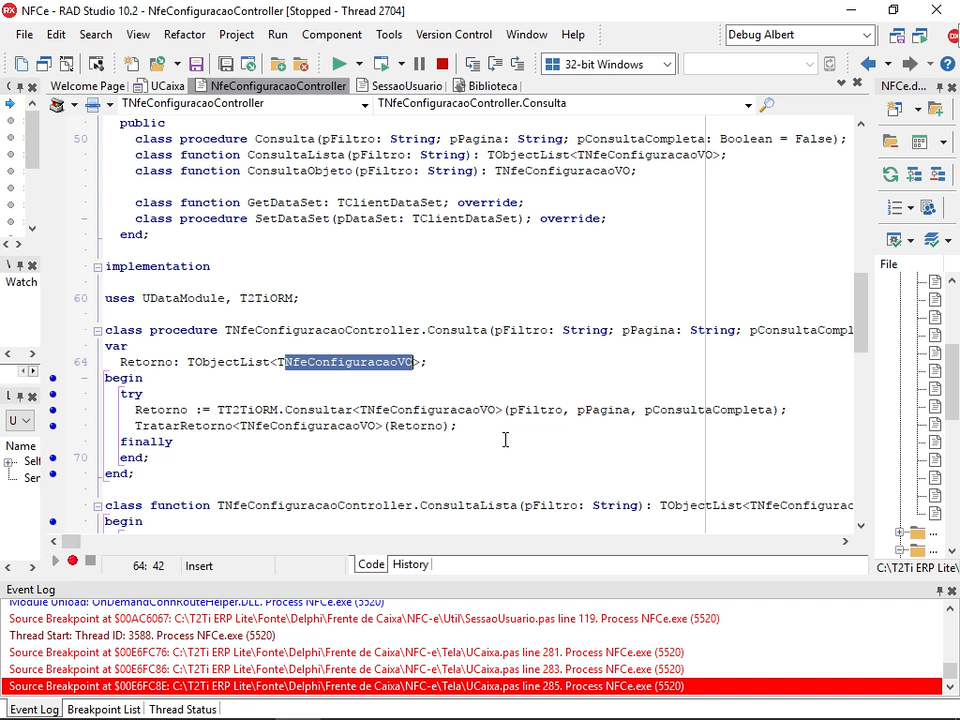 NFCe - RAD Studio 10.2 - NfeConfiguracaoController [Stopped - Thread 2704]
File Edit Search View Refactor Project Run Component Tools Version Control Window Help Debug Albert
32-bit Windows
Welcome Page UCaixa NfeConfiguracaoController SessaoUsuario Biblioteca NFCe.d...
TNfeConfiguracaoController TNfeConfiguracaoController.Consulta
public
50 class procedure Consulta(pFiltro: String; pPagina: String; pConsultaCompleta: Boolean = False);
class function ConsultaLista(pFiltro: String): TObjectList<TNfeConfiguracaoVO>;
class function ConsultaObjeto(pFiltro: String): TNfeConfiguracaoVO;
class function GetDataSet: TClientDataSet; override;
class procedure SetDataSet(pDataSet: TClientDataSet); override;
end;
implementation
File
Watch
60 uses UDataModule, T2TiORM;
class procedure TNfeConfiguracaoController.Consulta(pFiltro: String; pPagina: String; pConsultaCompl
var
64 Retorno: TObjectList<TNfeConfiguracaoVO>;
begin
try
Retorno := TT2TiORM.Consultar<TNfeConfiguracaoVO>(pFiltro, pPagina, pConsultaCompleta);
TratarRetorno<TNfeConfiguracaoVO>(Retorno);
finally
70 end;
end;
U
Name
Self
Sen
class function TNfeConfiguracaoController.ConsultaLista(pFiltro: String): TObjectList<TNfeConfigurac
begin
64: 42 Insert Code History
C:\T2Ti ERP Lite\
Event Log
Module Unload: OnDemandConnRouteHelper.DLL. Process NFCe.exe (5520)
Source Breakpoint at $00AC6067: C:\T2Ti ERP Lite\Fonte\Delphi\Frente de Caixa\NFC-e\Util\SessaoUsuario.pas line 119. Process NFCe.exe (5520)
Thread Start: Thread ID: 3588. Process NFCe.exe (5520)
Source Breakpoint at $00E6FC76: C:\T2Ti ERP Lite\Fonte\Delphi\Frente de Caixa\NFC-e\Tela\UCaixa.pas line 281. Process NFCe.exe (5520)
Source Breakpoint at $00E6FC86: C:\T2Ti ERP Lite\Fonte\Delphi\Frente de Caixa\NFC-e\Tela\UCaixa.pas line 283. Process NFCe.exe (5520)
Source Breakpoint at $00E6FC8E: C:\T2Ti ERP Lite\Fonte\Delphi\Frente de Caixa\NFC-e\Tela\UCaixa.pas line 285. Process NFCe.exe (5520)
Event Log Breakpoint List Thread Status